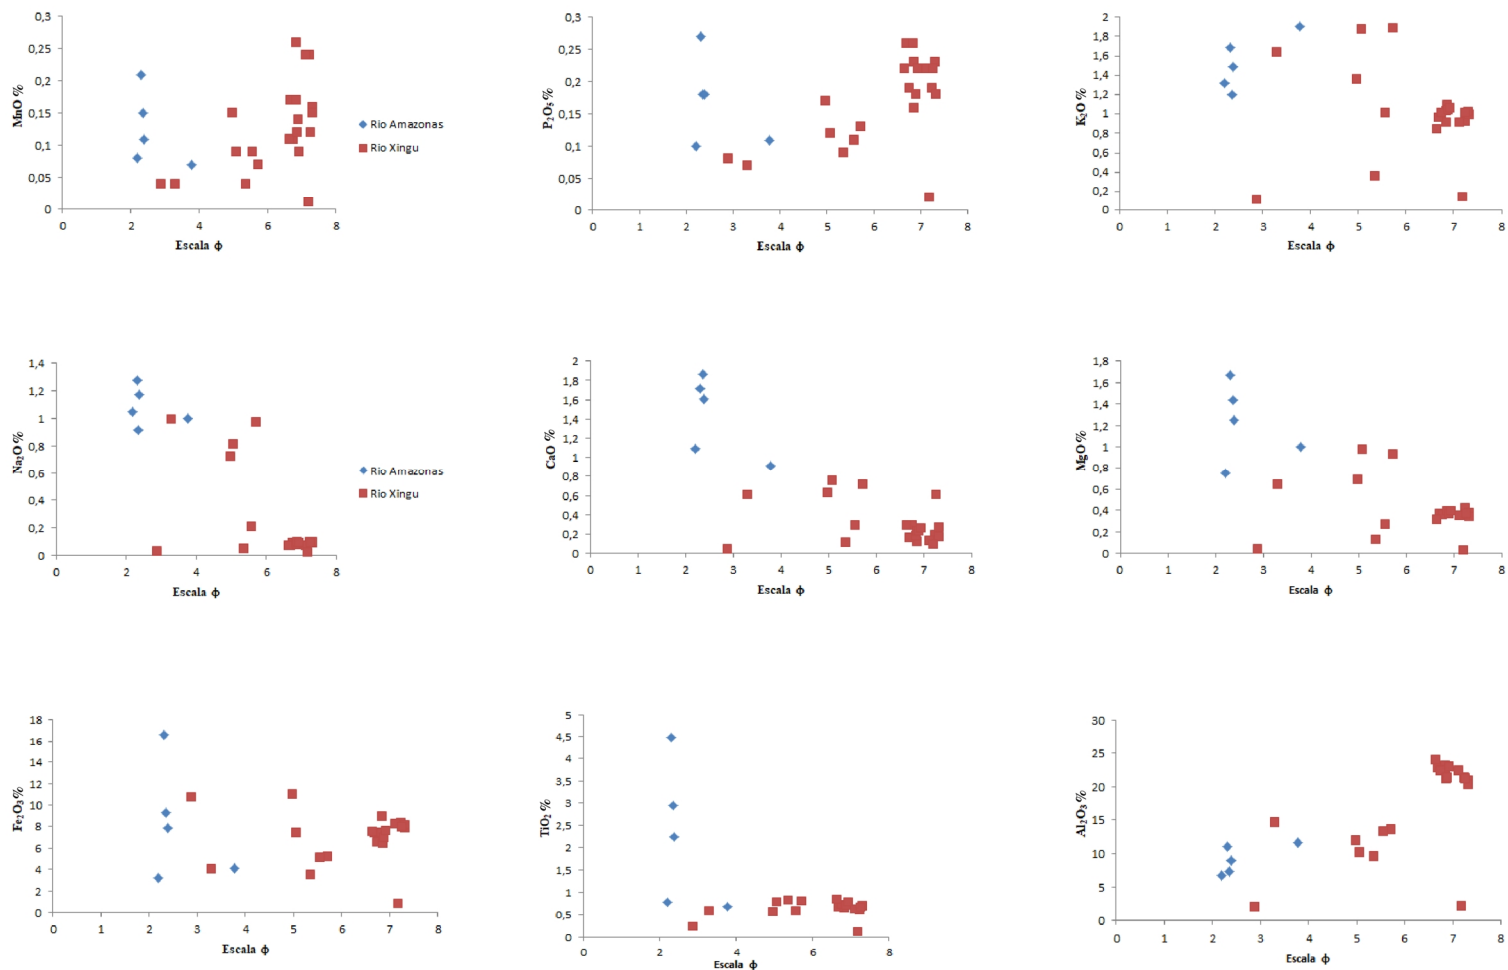 0,3
0,25
0,2
0,15
0,1
0,05
0
MnO %
0 2 4 6 8
Escala ϕ
Rio Amazonas
Rio Xingu
0,3
0,25
0,2
0,15
0,1
0,05
0
P₂O₅ %
0 1 2 3 4 5 6 7 8
Escala ϕ
2
1,8
1,6
1,4
1,2
1
0,8
0,6
0,4
0,2
0
K₂O %
0 1 2 3 4 5 6 7 8
Escala ϕ
1,4
1,2
1
0,8
0,6
0,4
0,2
0
Na₂O %
0 2 4 6 8
Escala ϕ
Rio Amazonas
Rio Xingu
2
1,8
1,6
1,4
1,2
1
0,8
0,6
0,4
0,2
0
CaO %
0 1 2 3 4 5 6 7 8
Escala ϕ
1,8
1,6
1,4
1,2
1
0,8
0,6
0,4
0,2
0
MgO %
0 1 2 3 4 5 6 7 8
Escala ϕ
18
16
14
12
10
8
6
4
2
0
Fe₂O₃%
0 1 2 3 4 5 6 7 8
Escala ϕ
5
4,5
4
3,5
3
2,5
2
1,5
1
0,5
0
TiO₂ %
0 2 4 6 8
Escala ϕ
30
25
20
15
10
5
0
Al₂O₃ %
0 1 2 3 4 5 6 7 8
Escala ϕ